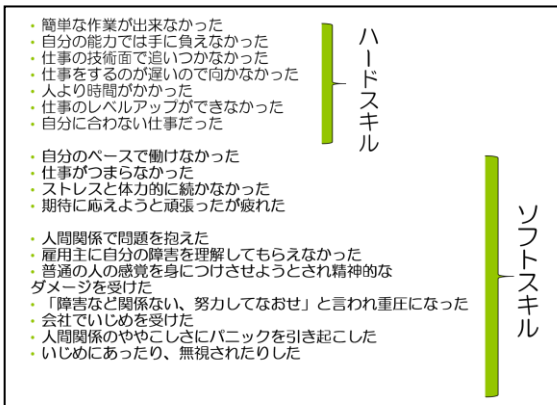 ・簡単な作業が出来なかった
・自分の能力では手に負えなかった
・仕事の技術面で追いつかなかった
・仕事をするのが遅いので向かなかった
・人より時間がかかった
・仕事のレベルアップができなかった
・自分に合わない仕事だった
ハードスキル
・自分のペースで働けなかった
・仕事がつまらなかった
・ストレスと体力的に続かなかった
・期待に応えようと頑張ったが疲れた
・人間関係で問題を抱えた
・雇用主に自分の障害を理解してもらえなかった
・普通の人の感覚を身につけさせようとされ精神的な
ダメージを受けた
・「障害など関係ない、努力してなおせ」と言われ重圧になった
・会社でいじめを受けた
・人間関係のややこしさにパニックを引き起こした
・いじめにあったり、無視されたりした
ソフトスキル